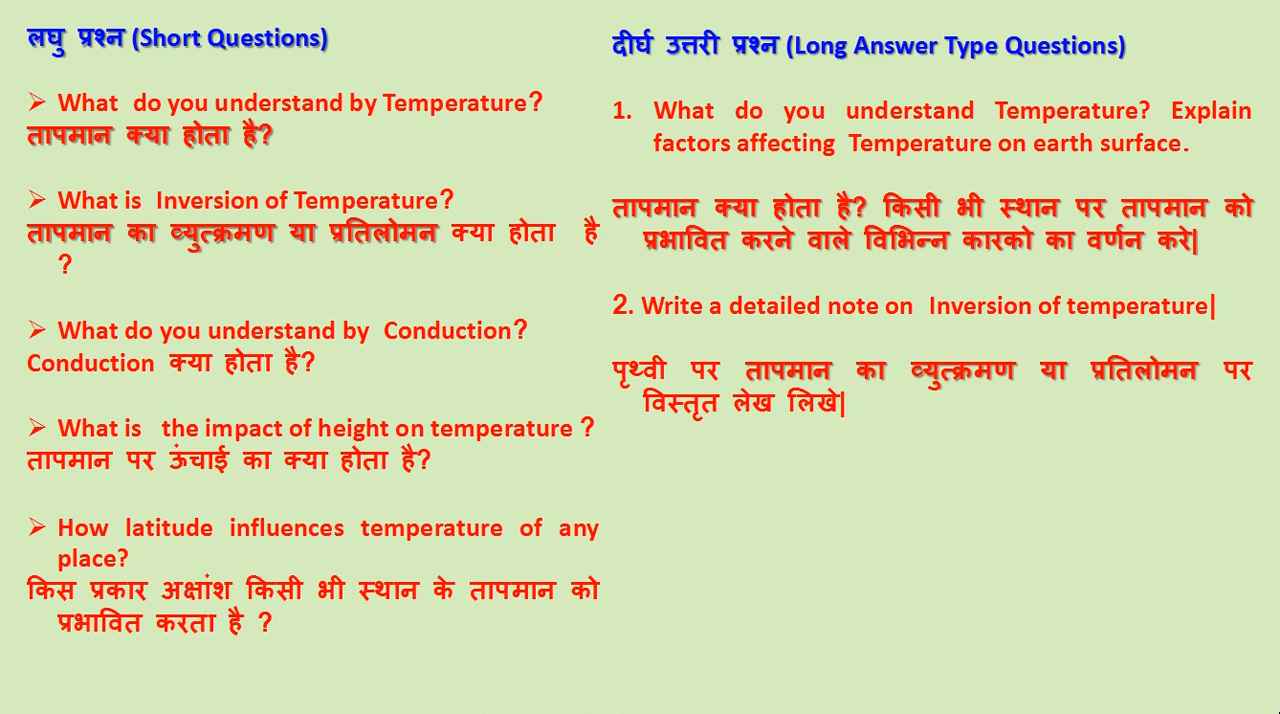 लघु प्रश्न (Short Questions)
➢ What do you understand by Temperature?
तापमान क्या होता है?
➢ What is Inversion of Temperature?
तापमान का व्युत्क्रमण या प्रतिलोमन क्या होता है
?
➢ What do you understand by Conduction?
Conduction क्या होता है?
➢ What is the impact of height on temperature ?
तापमान पर ऊंचाई का क्या होता है?
➢ How latitude influences temperature of any
place?
किस प्रकार अक्षांश किसी भी स्थान के तापमान को
प्रभावित करता है ?
दीर्घ उत्तरी प्रश्न (Long Answer Type Questions)
1. What do you understand Temperature? Explain
factors affecting Temperature on earth surface.
तापमान क्या होता है? किसी भी स्थान पर तापमान को
प्रभावित करने वाले विभिन्न कारको का वर्णन करे|
2. Write a detailed note on Inversion of temperature|
पृथ्वी पर तापमान का व्युत्क्रमण या प्रतिलोमन पर
विस्तृत लेख लिखे|